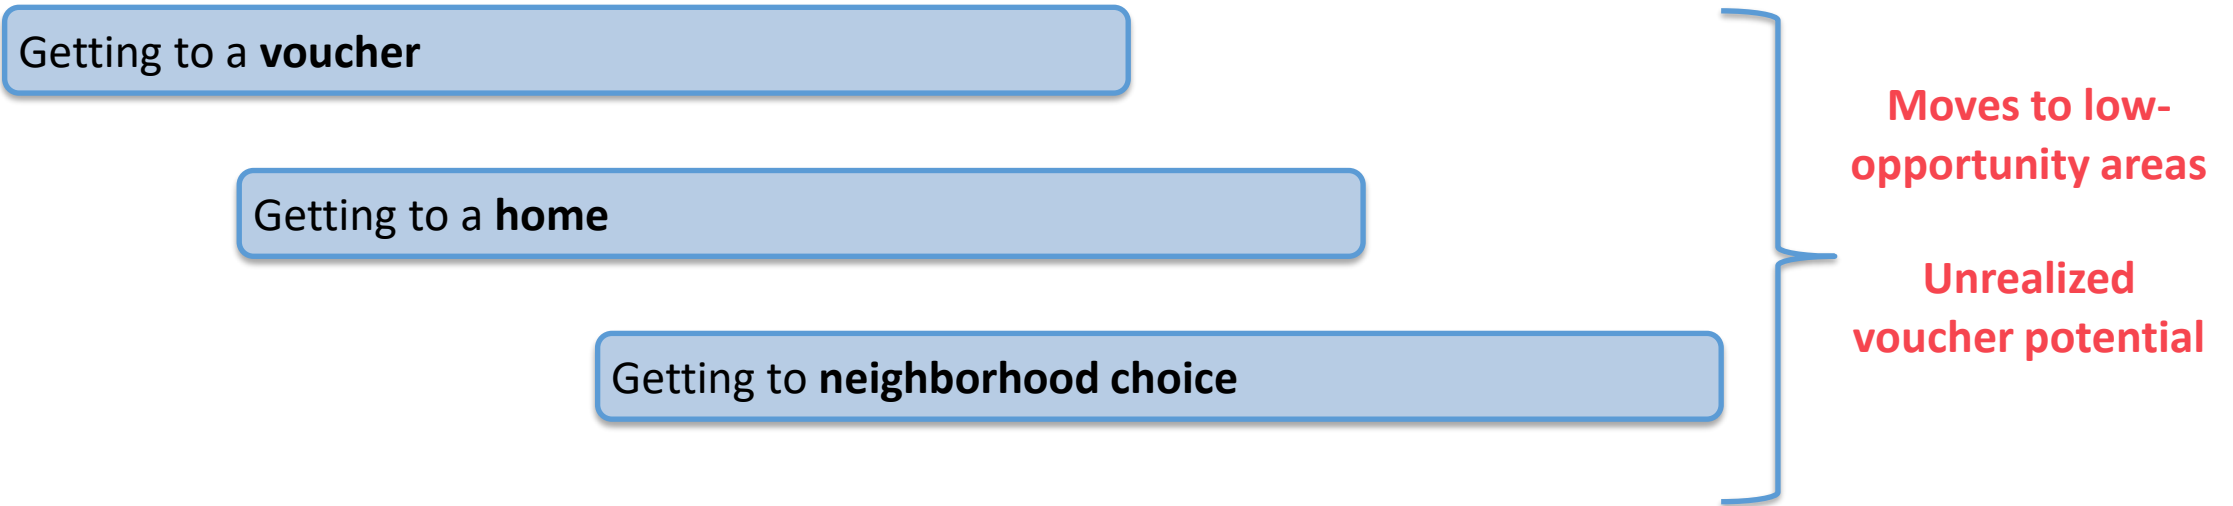 Getting to a voucher
Getting to a home
Getting to neighborhood choice
Moves to low-
opportunity areas
Unrealized
voucher potential